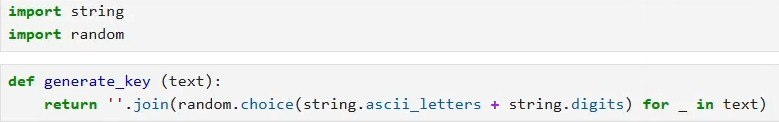 import string
import random
def generate_key (text):
    return ''.join(random.choice(string.ascii_letters + string.digits) for _ in text)